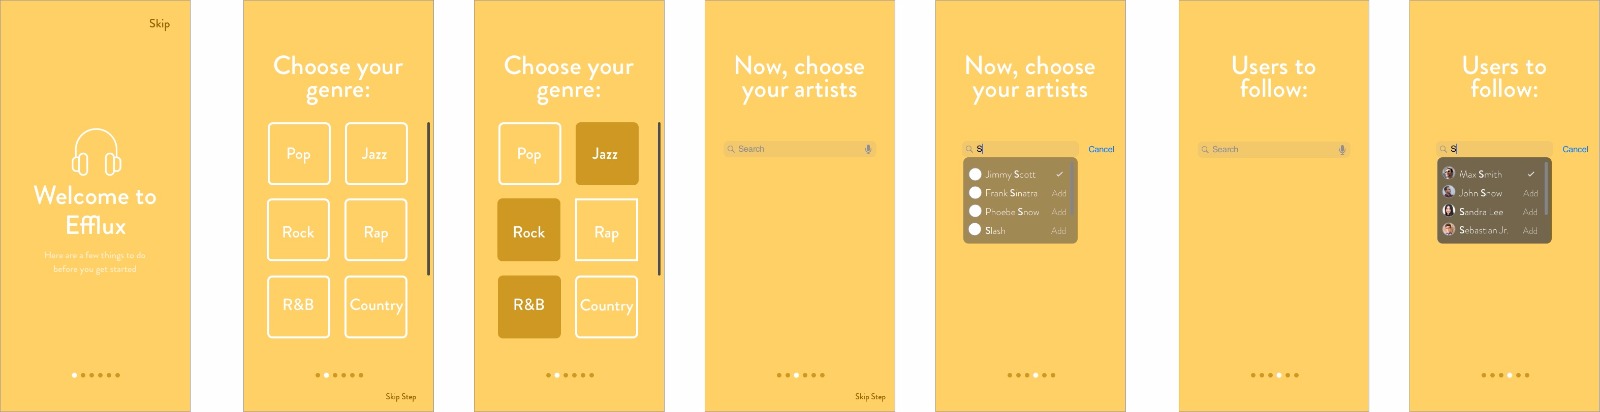 Skip
Welcome to
Efflux
Here are a few things to do
before you get started
Choose your
genre:
Pop
Jazz
Rock
Rap
R&B
Country
Skip Step
Choose your
genre:
Pop
Jazz
Rock
Rap
R&B
Country
Now, choose
your artists
Search
Skip Step
Now, choose
your artists
S
Cancel
Jimmy Scott
Frank Sinatra Add
Phoebe Snow Add
Slash Add
Users to
follow:
Search
Users to
follow:
S
Cancel
Max Smith
John Snow Add
Sandra Lee Add
Sebastian Jr. Add